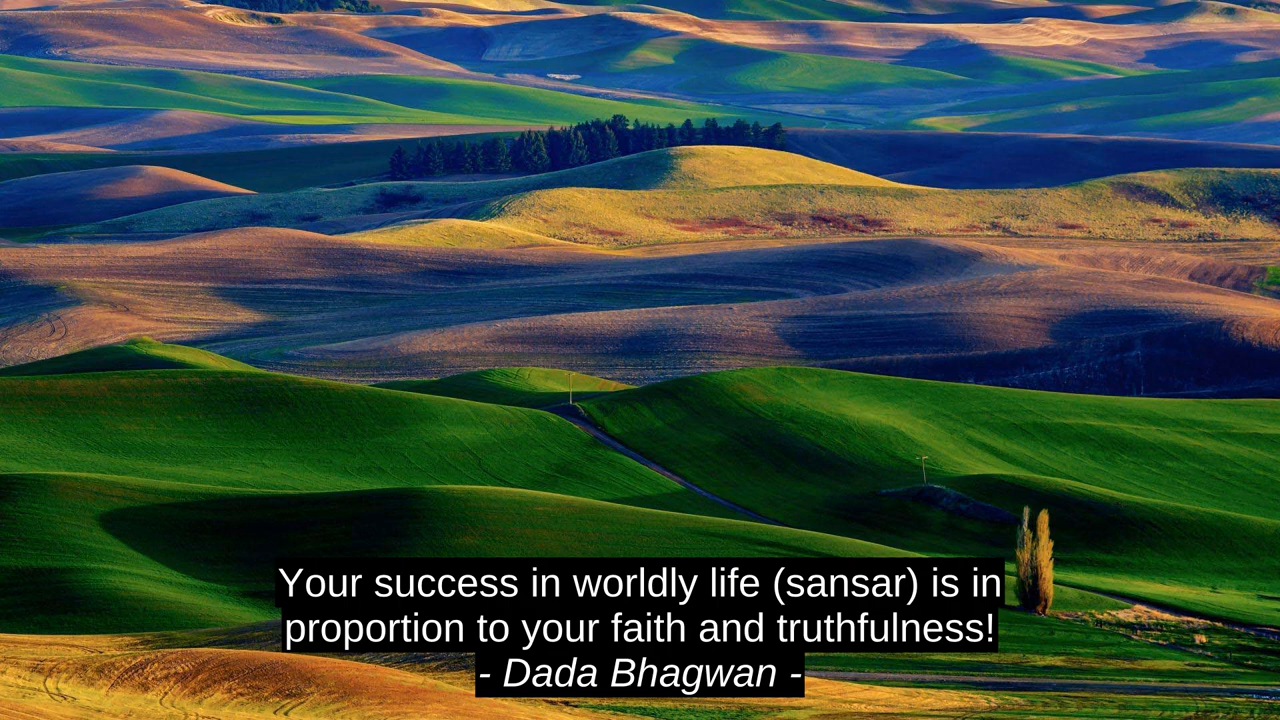 Your success in worldly life (sansar) is in
proportion to your faith and truthfulness!
- Dada Bhagwan -